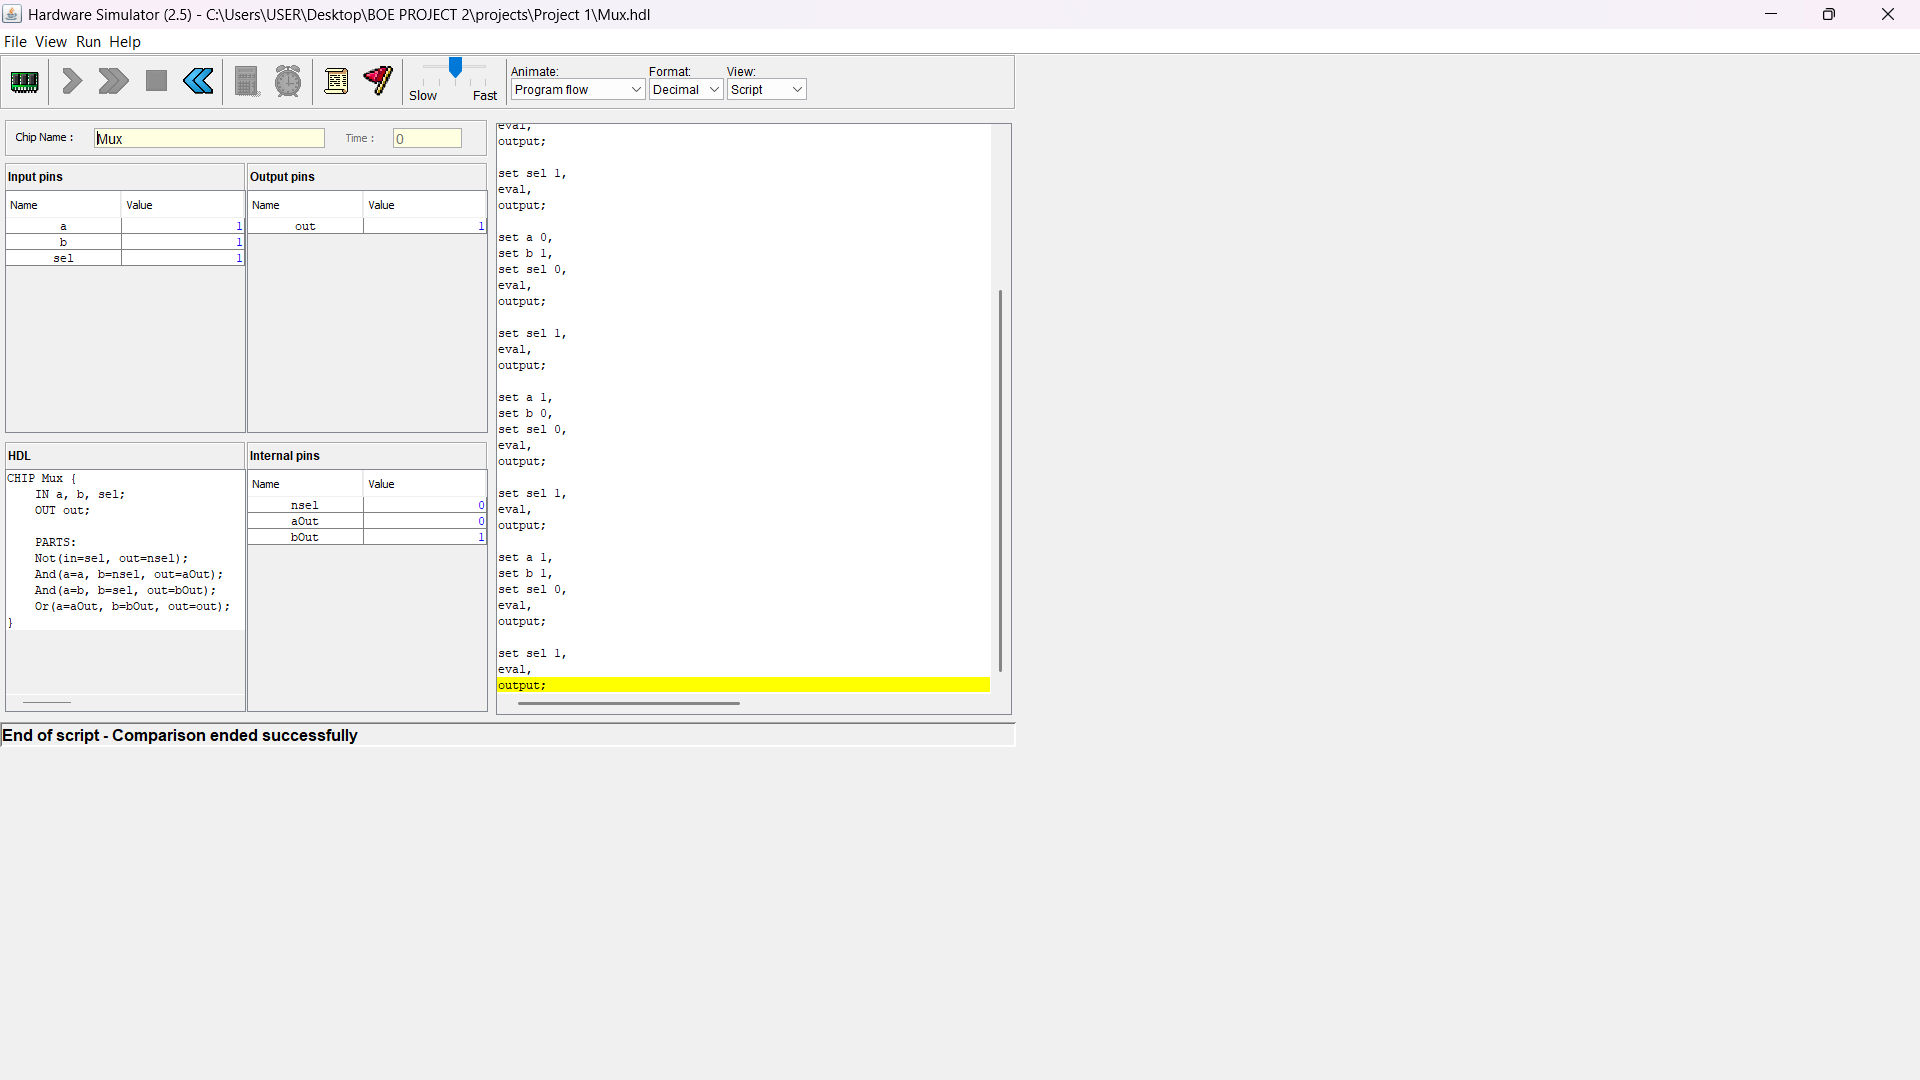 Hardware Simulator (2.5) - C:\Users\USER\Desktop\BOE PROJECT 2\projects\Project 1\Mux.hdl
File View Run Help
Slow Fast
Animate:
Program flow
Format:
Decimal
View:
Script
Chip Name :
Mux
Time :
0
Input pins
Name Value
a 1
b 1
sel 1
Output pins
Name Value
out 1
HDL
CHIP Mux {
IN a, b, sel;
OUT out;
PARTS:
Not(in=sel, out=nsel);
And(a=a, b=nsel, out=aOut);
And(a=b, b=sel, out=bOut);
Or(a=aOut, b=bOut, out=out);
}
Internal pins
Name Value
nsel 0
aOut 0
bOut 1
eval,
output;
set sel 1,
eval,
output;
set a 0,
set b 1,
set sel 0,
eval,
output;
set sel 1,
eval,
output;
set a 1,
set b 0,
set sel 0,
eval,
output;
set sel 1,
eval,
output;
set a 1,
set b 1,
set sel 0,
eval,
output;
set sel 1,
eval,
output;
End of script - Comparison ended successfully